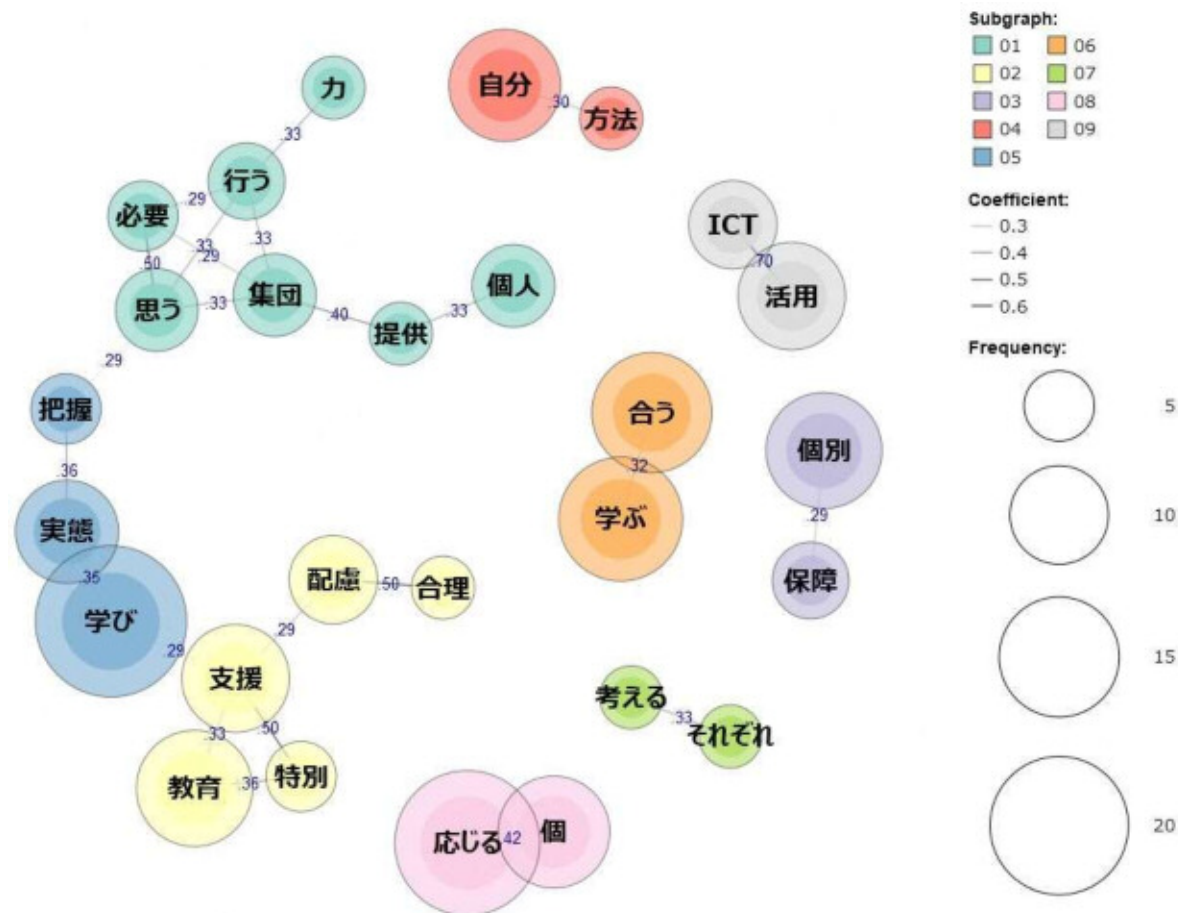 力
.33
行う
必要
.29
.33
.29
.33
.50
思う
.33
集団
.40
提供
.33
個人
自分
.30
方法
ICT
.70
活用
.29
把握
.36
実態
.36
学び
.29
合う
.32
学ぶ
個別
.29
保障
配慮
.50
合理
.29
支援
.33
.50
教育
.36
特別
考える
.33
それぞれ
応じる
.42
個
Subgraph:
01 06
02 07
03 08
04 09
05
Coefficient:
0.3
0.4
0.5
0.6
Frequency:
5
10
15
20